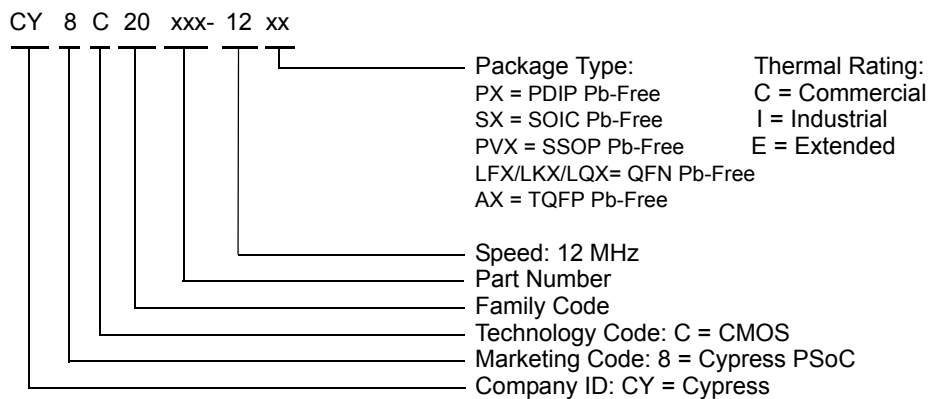 CY 8 C 20 xxx- 12 xx
Package Type: Thermal Rating:
PX = PDIP Pb-Free C = Commercial
SX = SOIC Pb-Free I = Industrial
PVX = SSOP Pb-Free E = Extended
LFX/LKX/LQX= QFN Pb-Free
AX = TQFP Pb-Free
Speed: 12 MHz
Part Number
Family Code
Technology Code: C = CMOS
Marketing Code: 8 = Cypress PSoC
Company ID: CY = Cypress